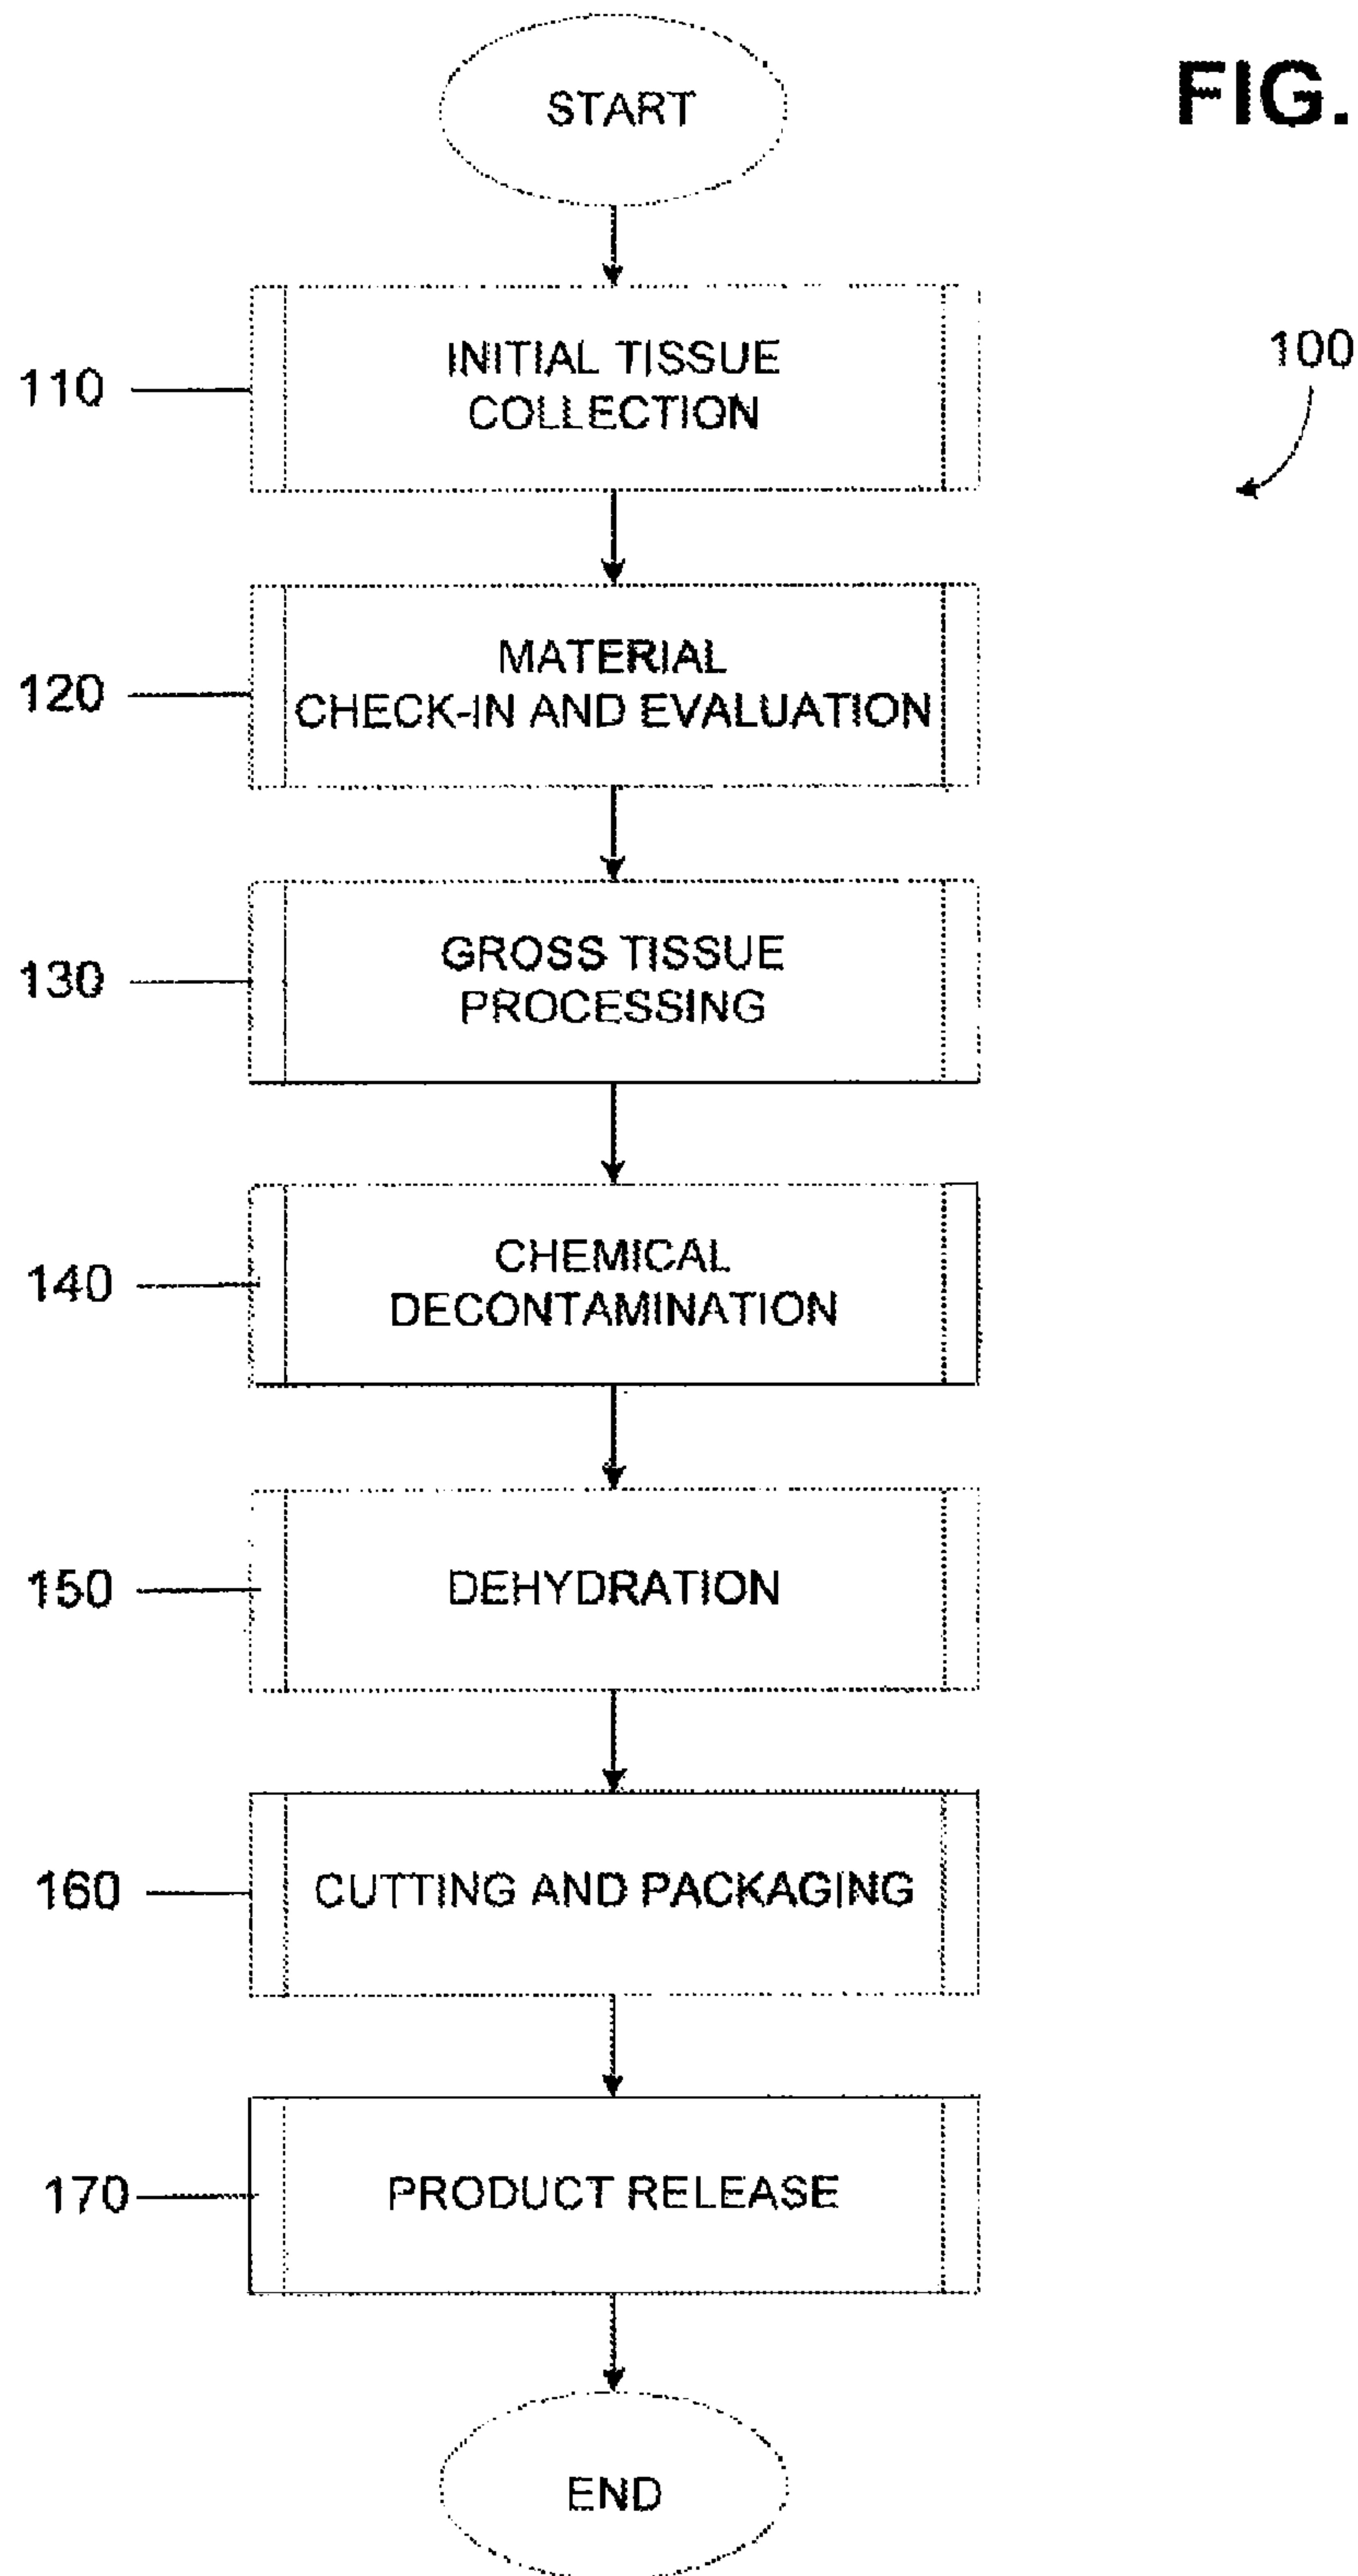 START
FIG.
110
INITIAL TISSUE
COLLECTION
100
120
MATERIAL
CHECK-IN AND EVALUATION
130
GROSS TISSUE
PROCESSING
140
CHEMICAL
DECONTAMINATION
150
DEHYDRATION
160
CUTTING AND PACKAGING
170
PRODUCT RELEASE
END